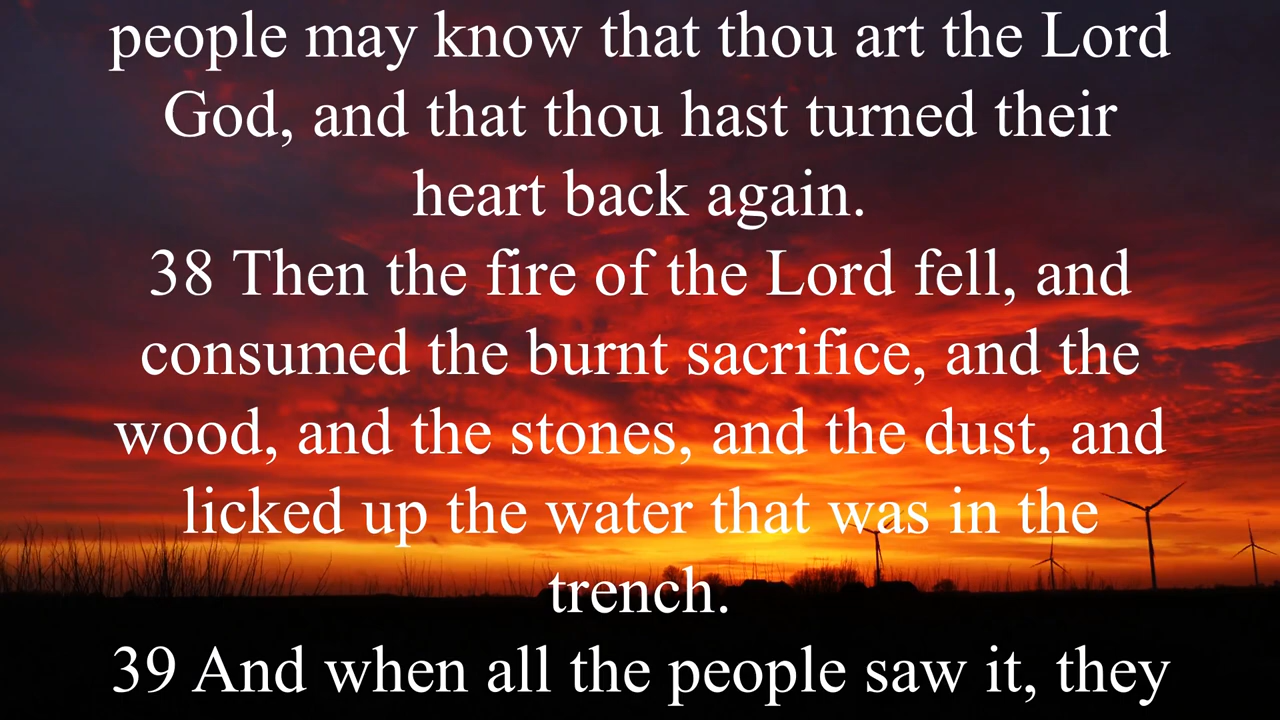 people may know that thou art the Lord
God, and that thou hast turned their
heart back again.
38 Then the fire of the Lord fell, and
consumed the burnt sacrifice, and the
wood, and the stones, and the dust, and
licked up the water that was in the
trench.
39 And when all the people saw it, they